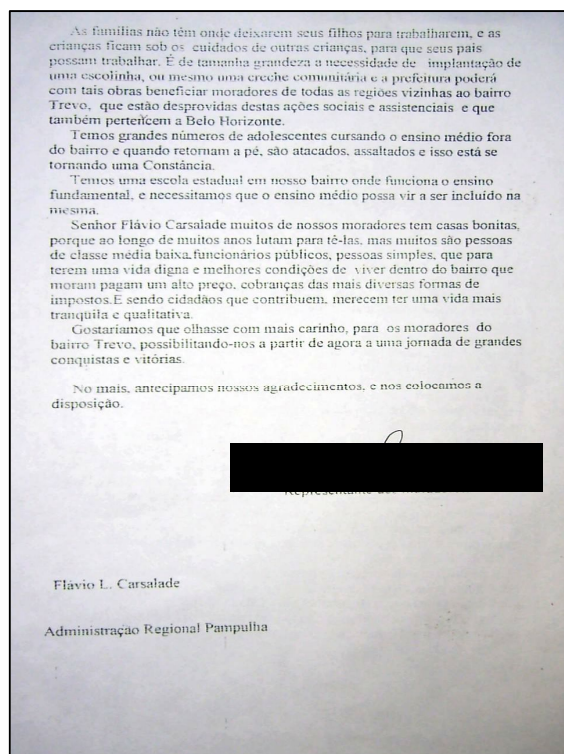 As famílias não têm onde deixarem seus filhos para trabalharem, e as
crianças ficam sob os cuidados de outras crianças, para que seus pais
possam trabalhar. É de tamanha grandeza a necessidade de implantação de
uma escolinha, ou mesmo uma creche comunitária e a prefeitura poderá
com tais obras beneficiar moradores de todas as regiões vizinhas ao bairro
Trevo, que estão desprovidas destas ações sociais e assistenciais e que
também pertencem a Belo Horizonte.
Temos grandes números de adolescentes cursando o ensino médio fora
do bairro e quando retornam a pé, são atacados, assaltados e isso está se
tornando uma Constância.
Temos uma escola estadual em nosso bairro onde funciona o ensino
fundamental, e necessitamos que o ensino médio possa vir a ser incluído na
mesma.
Senhor Flávio Carsalade muitos de nossos moradores tem casas bonitas,
porque ao longo de muitos anos lutam para tê-las, mas muitos são pessoas
de classe média baixa,funcionários públicos, pessoas simples, que para
terem uma vida digna e melhores condições de viver dentro do bairro que
moram pagam um alto preço, cobranças das mais diversas formas de
impostos.E sendo cidadãos que contribuem, merecem ter uma vida mais
tranquila e qualitativa.
Gostaríamos que olhasse com mais carinho, para os moradores do
bairro Trevo, possibilitando-nos a partir de agora a uma jornada de grandes
conquistas e vitórias.
No mais, antecipamos nossos agradecimentos, e nos colocamos a
disposição.
Representante dos
Flávio L. Carsalade
Administração Regional Pampulha